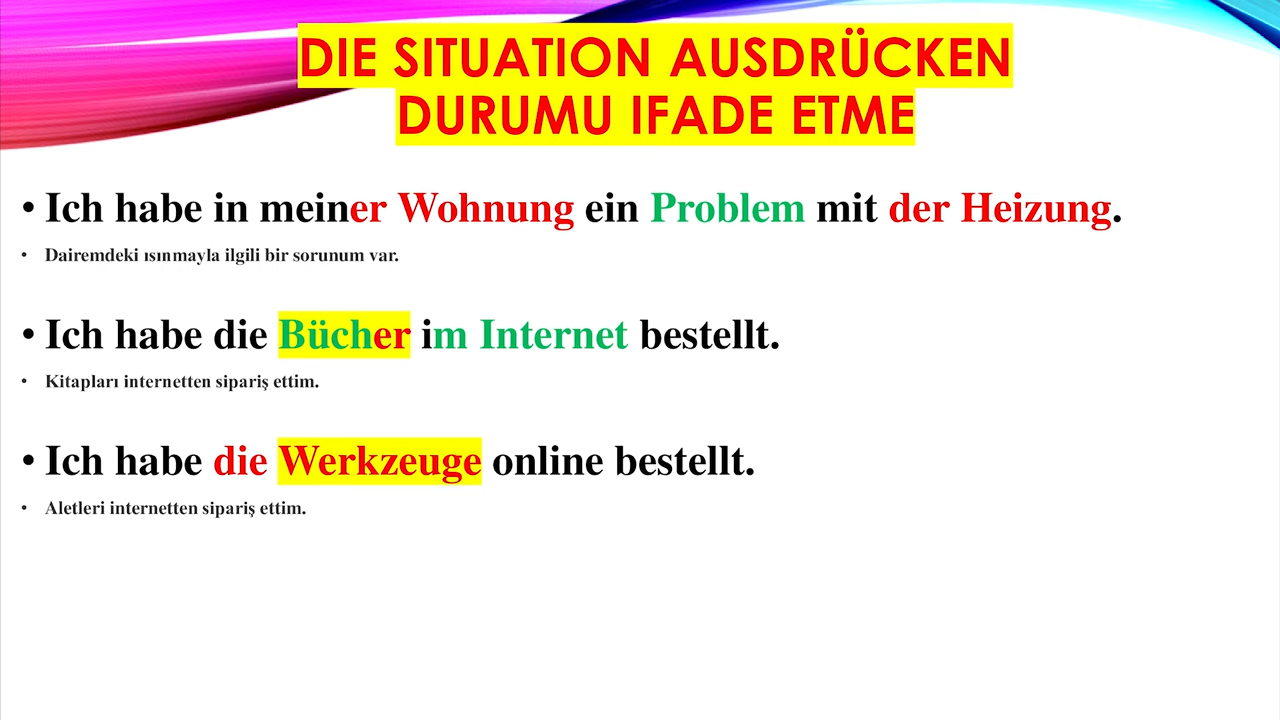 DIE SITUATION AUSDRÜCKEN
DURUMU IFADE ETME
• Ich habe in meiner Wohnung ein Problem mit der Heizung.
• Dairemdeki ısınmayla ilgili bir sorunum var.
• Ich habe die Bücher im Internet bestellt.
• Kitapları internetten sipariş ettim.
• Ich habe die Werkzeuge online bestellt.
• Aletleri internetten sipariş ettim.